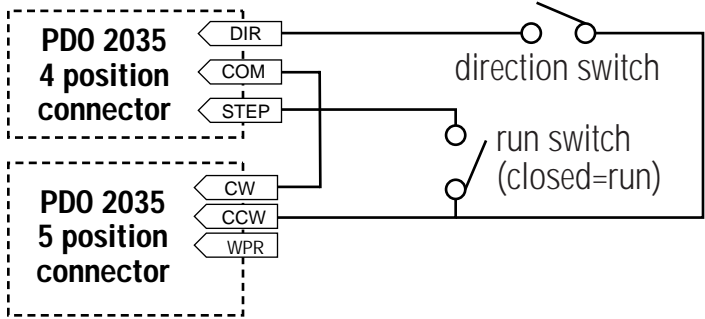 PDO 2035
4 position
connector
DIR
COM
STEP
direction switch
run switch
(closed=run)
PDO 2035
5 position
connector
CW
CCW
WPR